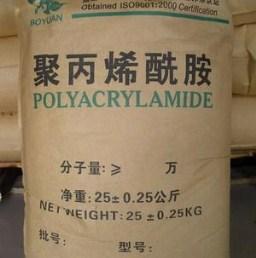 BOYUAN
Obtained ISO9001:2000 Certification
聚丙烯酰胺
POLYACRYLAMIDE
分子量:≥ 万
净重:25±0.25公斤
NET WEIGHT:25±0.25KG
批号: 型号: